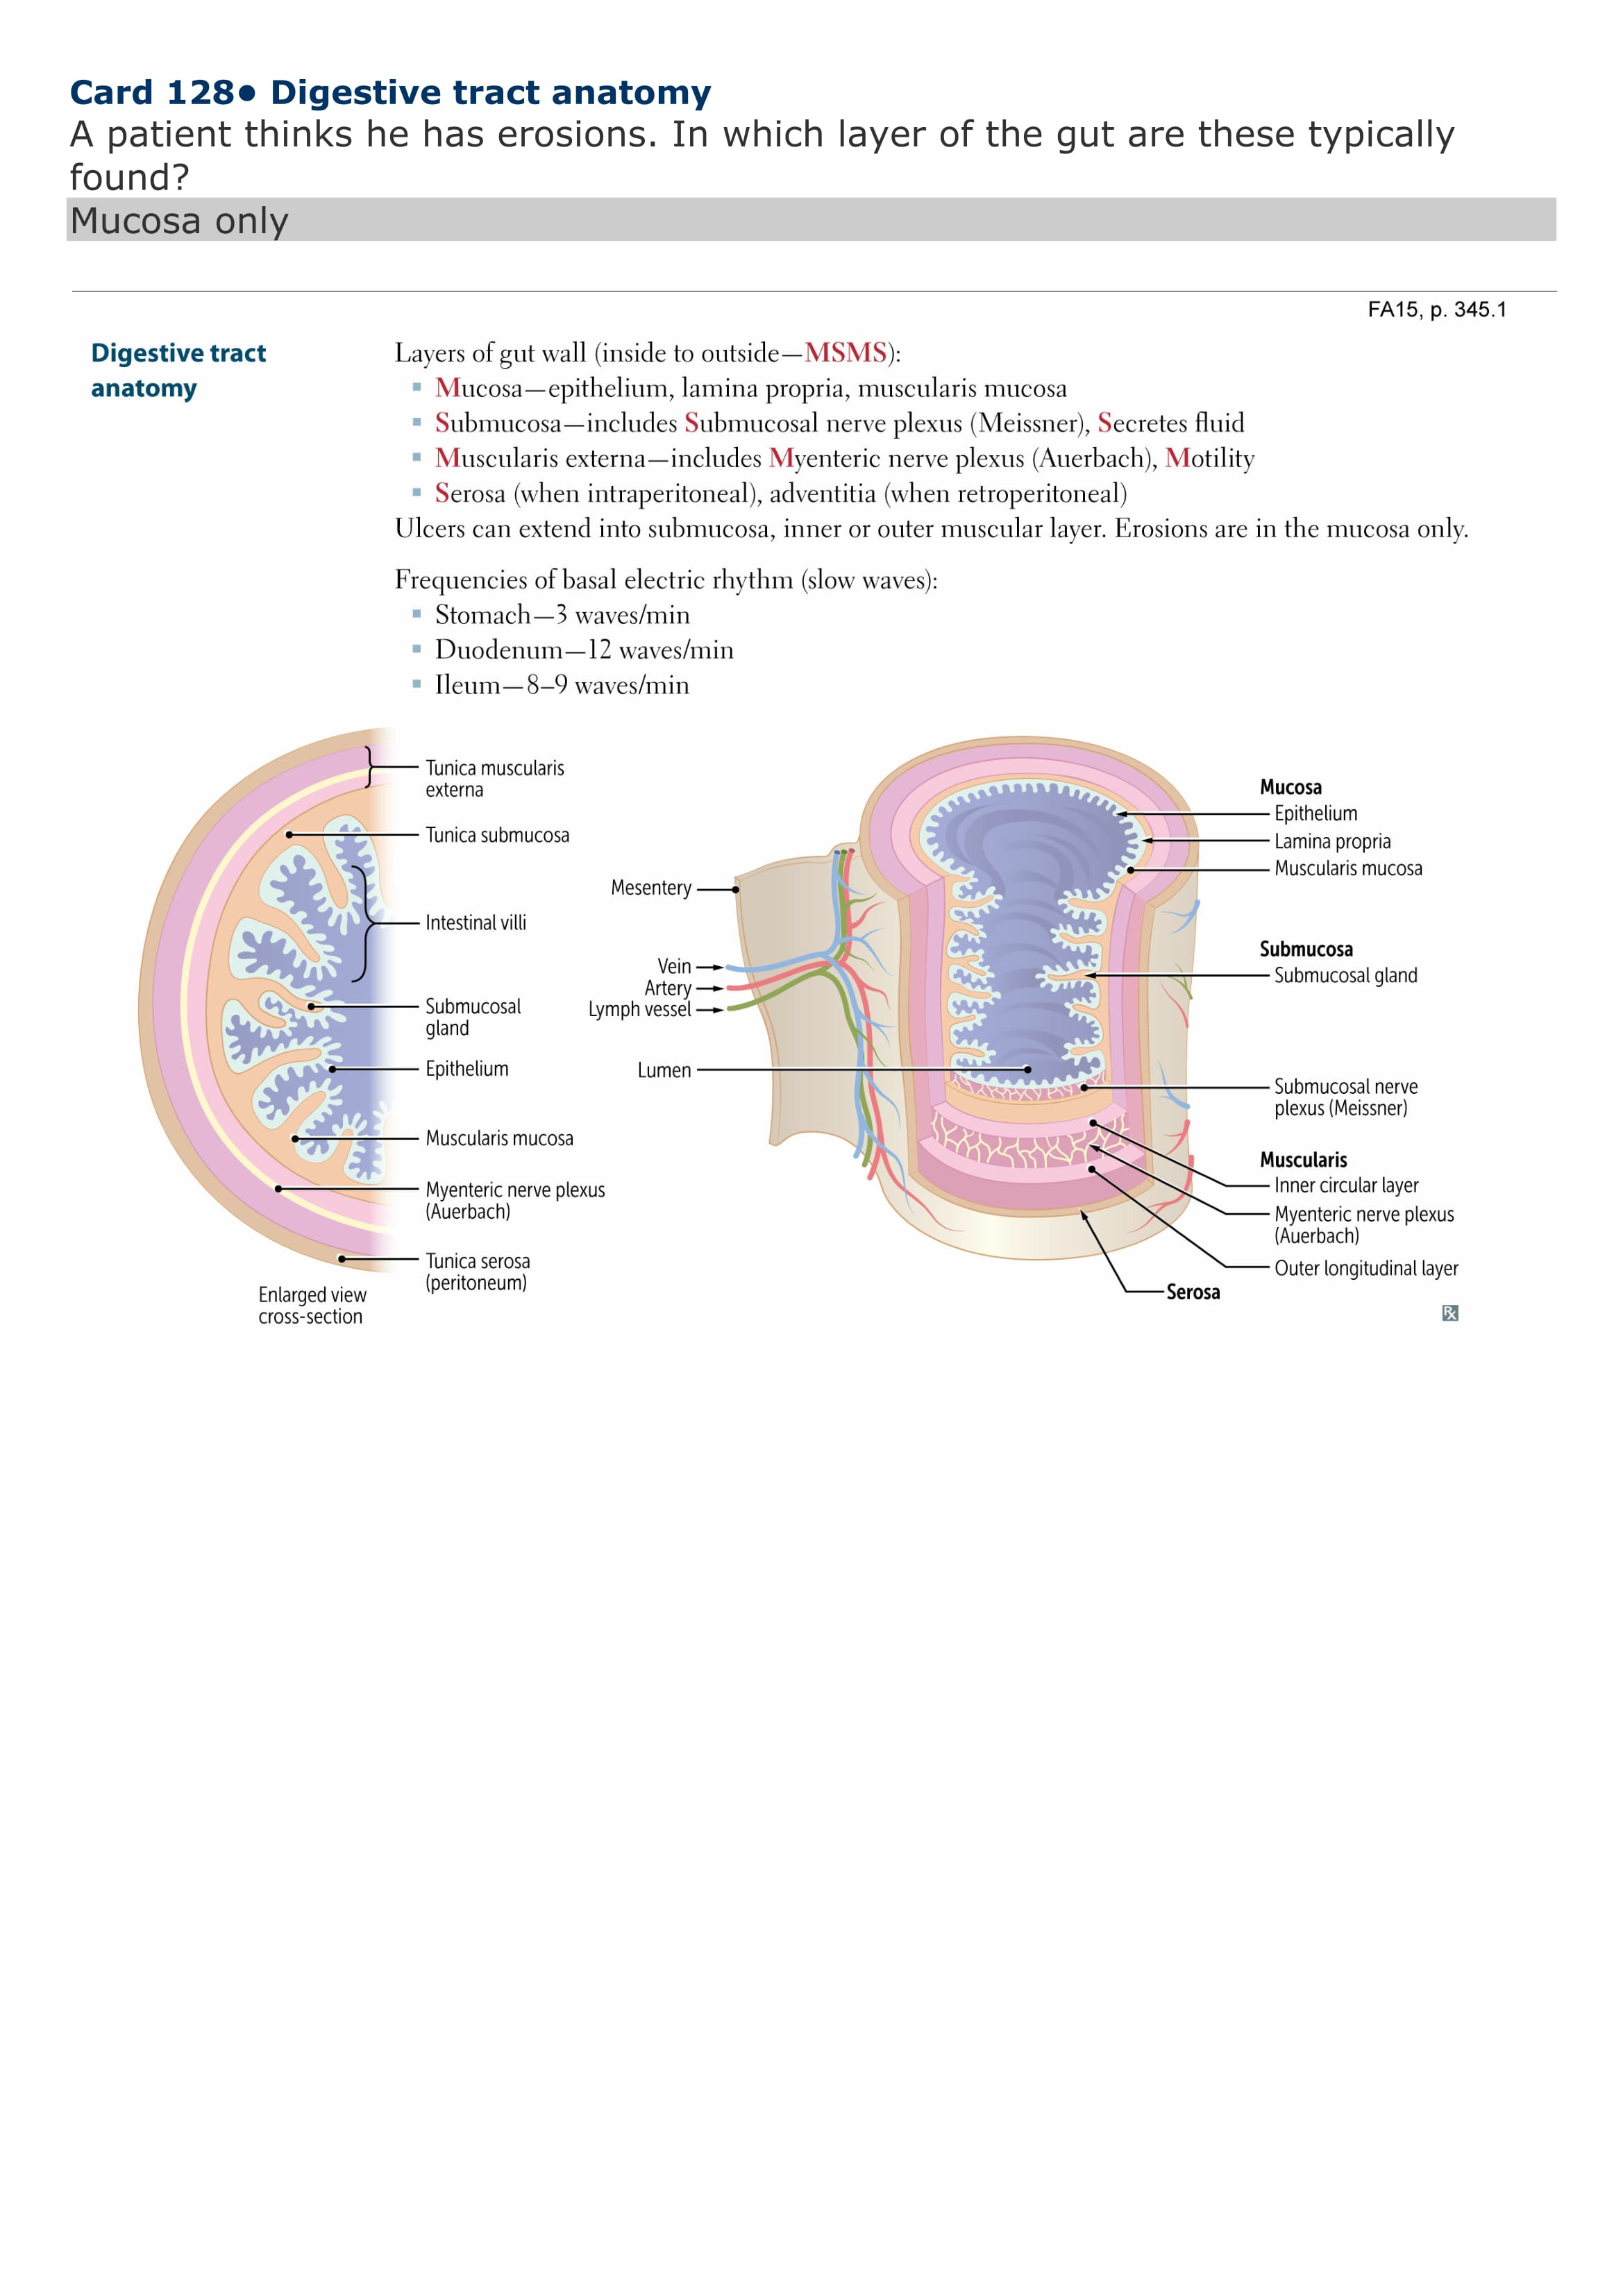 Card 128• Digestive tract anatomy
A patient thinks he has erosions. In which layer of the gut are these typically
found?
Mucosa only
FA15, p. 345.1
Digestive tract
anatomy
Layers of gut wall (inside to outside—MSMS):
▪ Mucosa—epithelium, lamina propria, muscularis mucosa
▪ Submucosa—includes Submucosal nerve plexus (Meissner), Secretes fluid
▪ Muscularis externa—includes Myenteric nerve plexus (Auerbach), Motility
▪ Serosa (when intraperitoneal), adventitia (when retroperitoneal)
Ulcers can extend into submucosa, inner or outer muscular layer. Erosions are in the mucosa only.
Frequencies of basal electric rhythm (slow waves):
▪ Stomach—3 waves/min
▪ Duodenum—12 waves/min
▪ Ileum—8–9 waves/min
Tunica muscularis
externa
Tunica submucosa
Intestinal villi
Submucosal
gland
Epithelium
Muscularis mucosa
Myenteric nerve plexus
(Auerbach)
Tunica serosa
(peritoneum)
Enlarged view
cross-section
Mesentery
Vein
Artery
Lymph vessel
Lumen
Mucosa
Epithelium
Lamina propria
Muscularis mucosa
Submucosa
Submucosal gland
Submucosal nerve
plexus (Meissner)
Muscularis
Inner circular layer
Myenteric nerve plexus
(Auerbach)
Outer longitudinal layer
Serosa
Rx